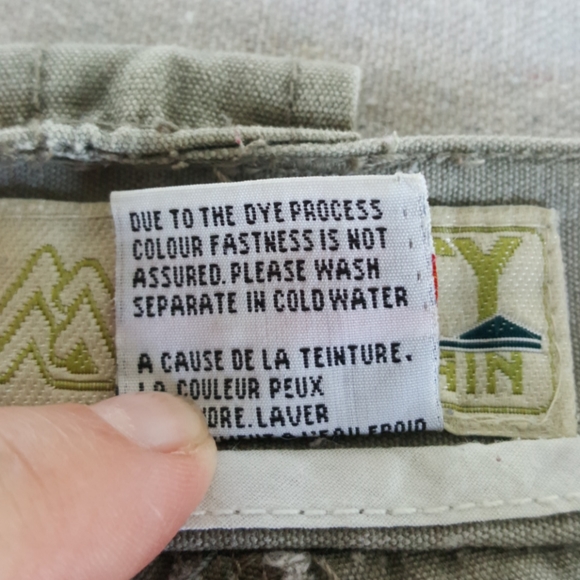 DUE TO THE DYE PROCESS
COLOUR FASTNESS IS NOT
ASSURED. PLEASE WASH
SEPARATE IN COLD WATER
A CAUSE DE LA TEINTURE.
LA COULEUR PEUX
LAVER